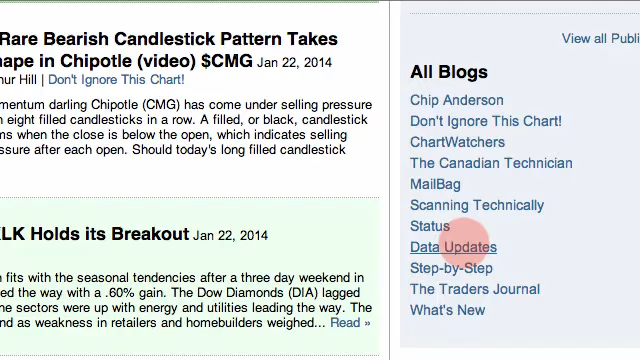 Rare Bearish Candlestick Pattern Takes
hape in Chipotle (video) $CMG Jan 22, 2014
hur Hill | Don't Ignore This Chart!
mentum darling Chipotle (CMG) has come under selling pressure
h eight filled candlesticks in a row. A filled, or black, candlestick
ms when the close is below the open, which indicates selling
ssure after each open. Should today's long filled candlestick
LK Holds its Breakout Jan 22, 2014
n fits with the seasonal tendencies after a three day weekend in
ed the way with a .60% gain. The Dow Diamonds (DIA) lagged
he sectors were up with energy and utilities leading the way. The
nd as weakness in retailers and homebuilders weighed... Read »
View all Publi
All Blogs
Chip Anderson
Don't Ignore This Chart!
ChartWatchers
The Canadian Technician
MailBag
Scanning Technically
Status
Data Updates
Step-by-Step
The Traders Journal
What's New